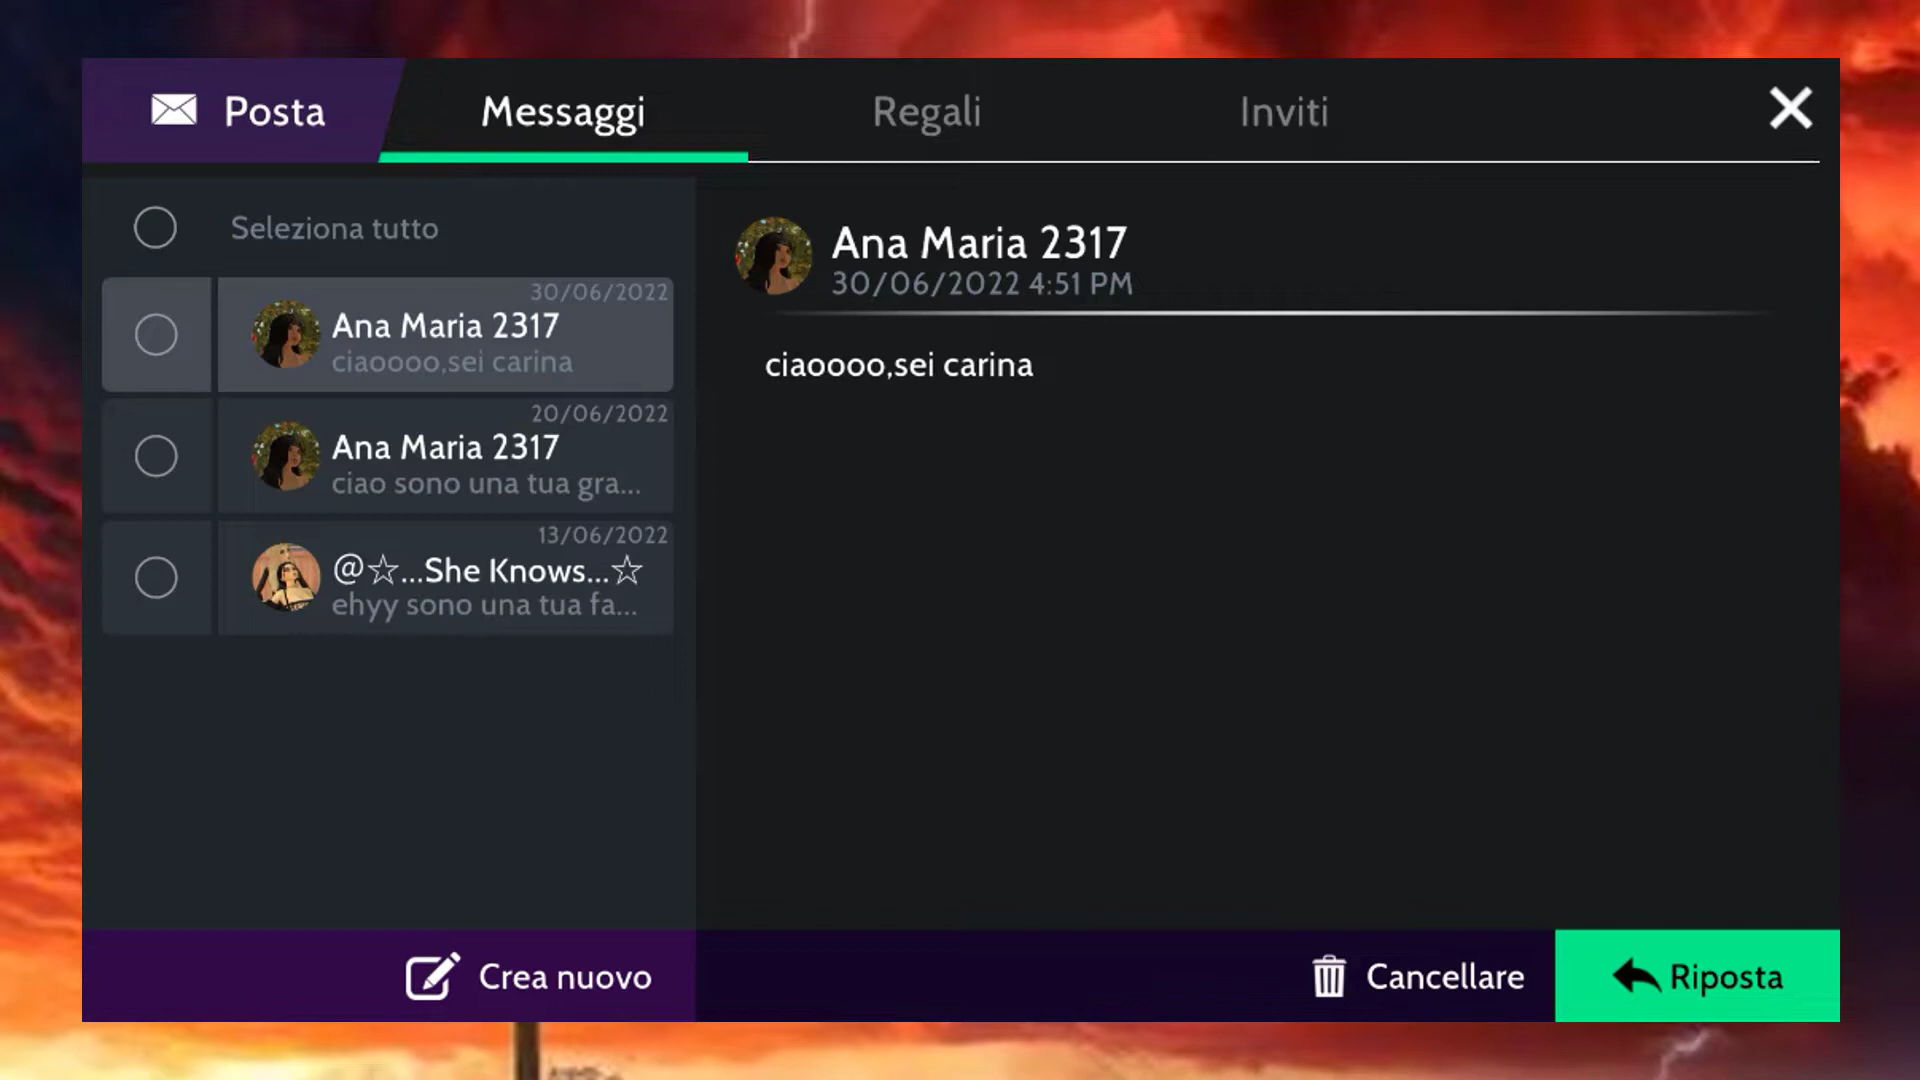 Posta
Messaggi
Regali
Inviti
Seleziona tutto
30/06/2022
Ana Maria 2317
ciaoooo,sei carina
20/06/2022
Ana Maria 2317
ciao sono una tua gra...
13/06/2022
@☆...She Knows...☆
ehyy sono una tua fa...
Crea nuovo
Ana Maria 2317
30/06/2022 4:51 PM
ciaoooo,sei carina
Cancellare
Riposta